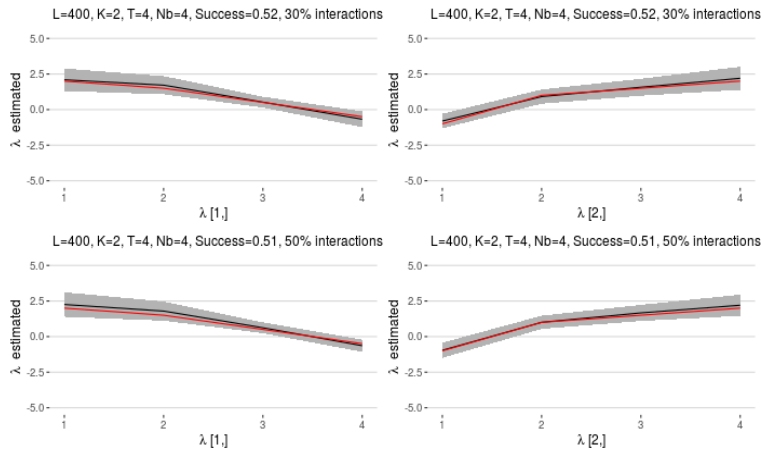 L=400, K=2, T=4, Nb=4, Success=0.52, 30% interactions
5.0
2.5
0.0
-2.5
-5.0
λ estimated
1 2 3 4
λ [1,]
L=400, K=2, T=4, Nb=4, Success=0.52, 30% interactions
5.0
2.5
0.0
-2.5
-5.0
λ estimated
1 2 3 4
λ [2,]
L=400, K=2, T=4, Nb=4, Success=0.51, 50% interactions
5.0
2.5
0.0
-2.5
-5.0
λ estimated
1 2 3 4
λ [1,]
L=400, K=2, T=4, Nb=4, Success=0.51, 50% interactions
5.0
2.5
0.0
-2.5
-5.0
λ estimated
1 2 3 4
λ [2,]